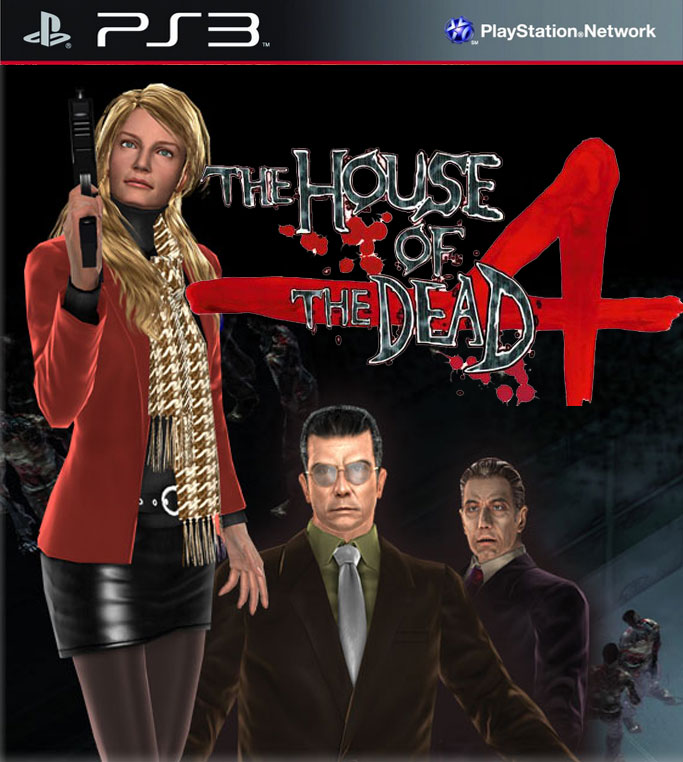 PS3
PlayStation®Network
THE HOUSE
OF
THE DEAD 4